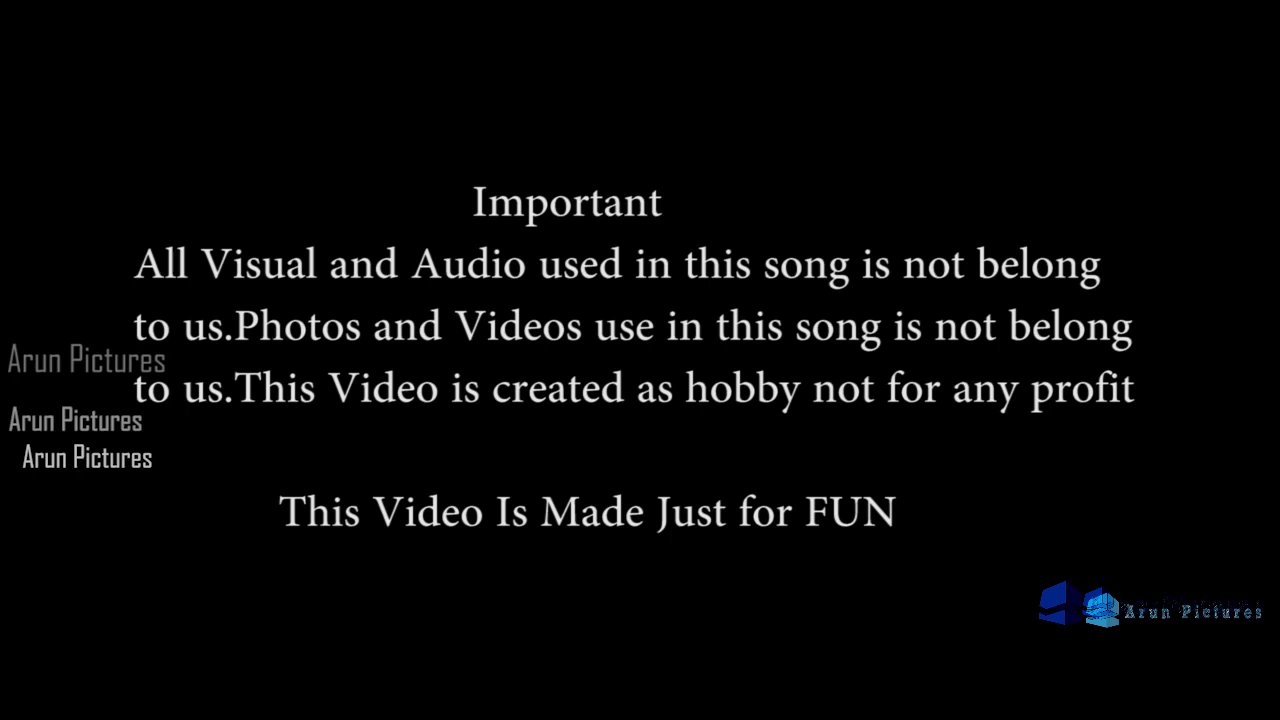 Important
All Visual and Audio used in this song is not belong
to us.Photos and Videos use in this song is not belong
Arun Pictures
to us.This Video is created as hobby not for any profit
Arun Pictures
Arun Pictures
This Video Is Made Just for FUN
Arun Pictures